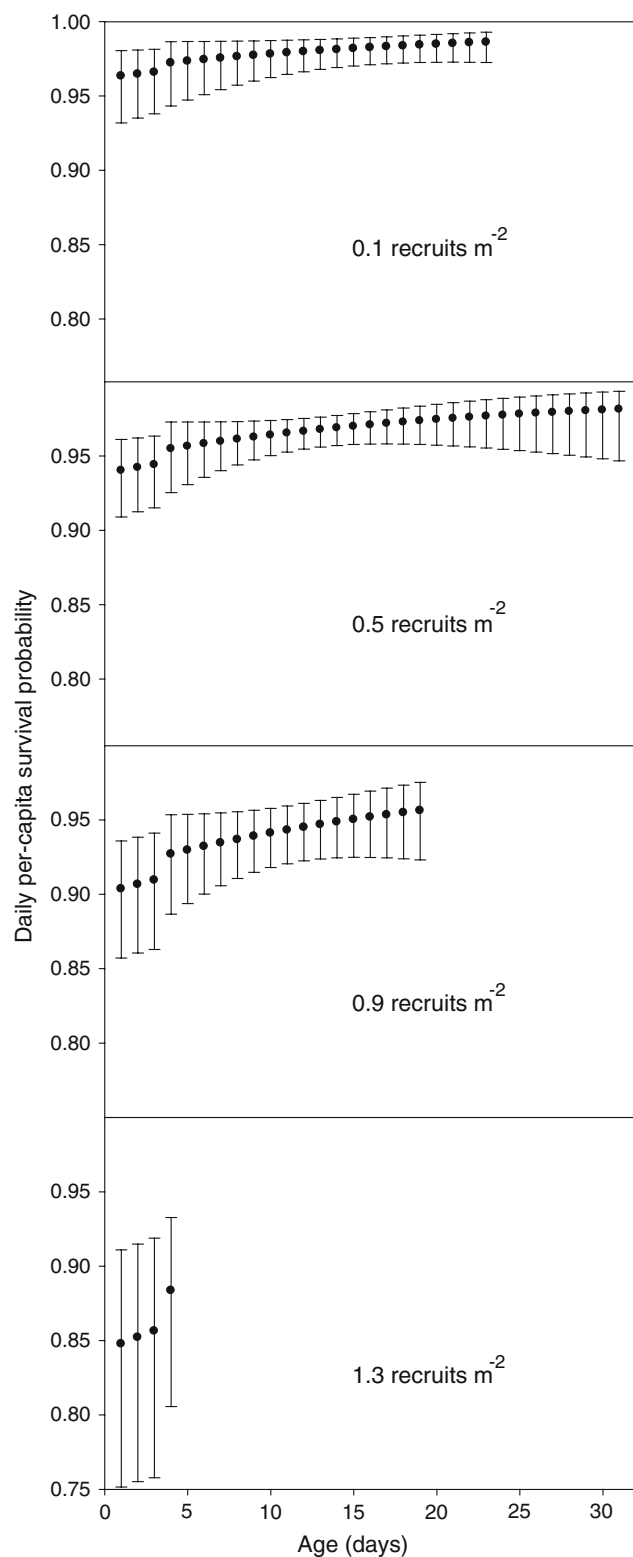 1.00
0.95
0.90
0.85
0.80
0.1 recruits m-2
0.95
0.90
0.85
0.80
0.5 recruits m-2
Daily per-capita survival probability
0.95
0.90
0.85
0.80
0.9 recruits m-2
0.95
0.90
0.85
0.80
0.75
1.3 recruits m-2
0 5 10 15 20 25 30
Age (days)